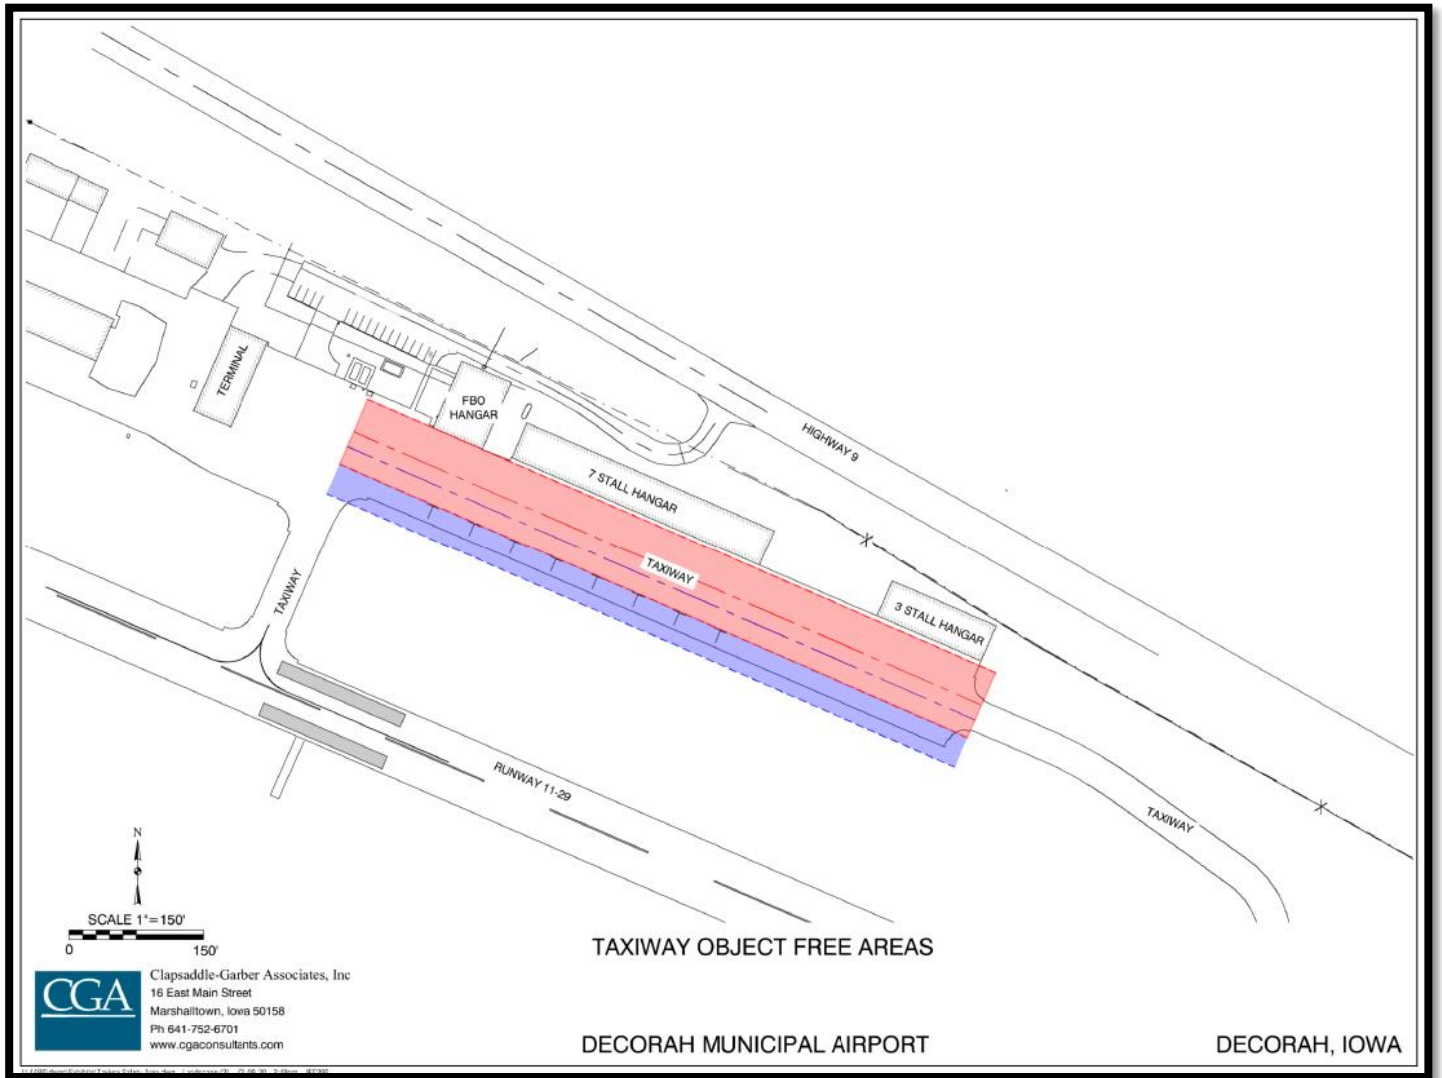 HIGHWAY 9
TERMINAL
FBO
HANGAR
7 STALL HANGAR
TAXIWAY
3 STALL HANGAR
TAXIWAY
RUNWAY 11-29
TAXIWAY
N
SCALE 1"=150'
0 150'
TAXIWAY OBJECT FREE AREAS
CGA
Clapsaddle-Garber Associates, Inc
16 East Main Street
Marshalltown, Iowa 50158
Ph 641-752-6701
www.cgaconsultants.com
DECORAH MUNICIPAL AIRPORT
DECORAH, IOWA